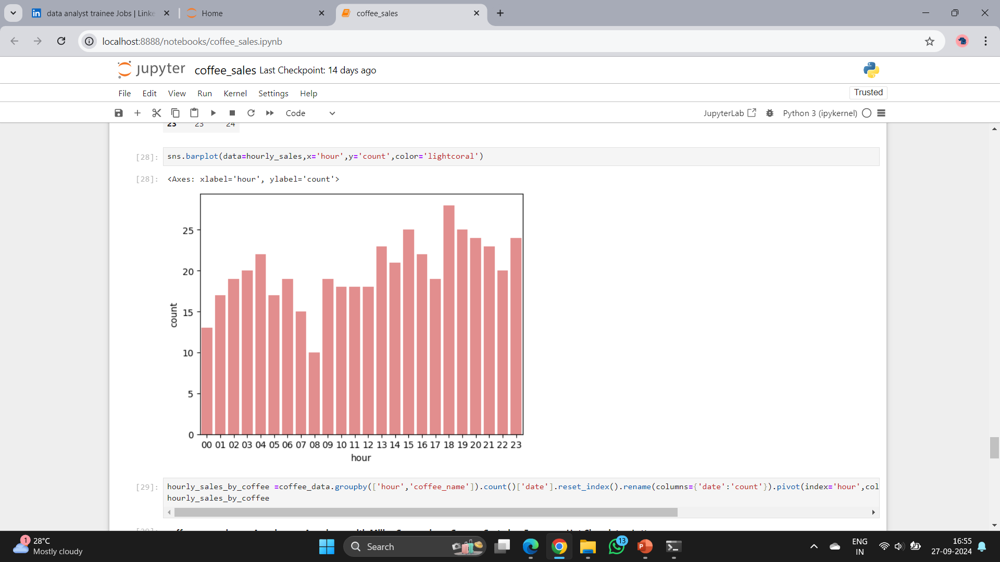 data analyst trainee Jobs | Linke
Home
coffee_sales
localhost:8888/notebooks/coffee_sales.ipynb
jupyter coffee_sales Last Checkpoint: 14 days ago
File Edit View Run Kernel Settings Help
Trusted
Code
JupyterLab
Python 3 (ipykernel)
23 23 24
[28]: sns.barplot(data=hourly_sales,x='hour',y='count',color='lightcoral')
[28]: <Axes: xlabel='hour', ylabel='count'>
25
20
15
10
5
0
count
00 01 02 03 04 05 06 07 08 09 10 11 12 13 14 15 16 17 18 19 20 21 22 23
hour
[29]: hourly_sales_by_coffee =coffee_data.groupby(['hour','coffee_name']).count()['date'].reset_index().rename(columns={'date':'count'}).pivot(index='hour',col
hourly_sales_by_coffee
1
28°C
Mostly cloudy
Search
13
ENG
IN
16:55
27-09-2024